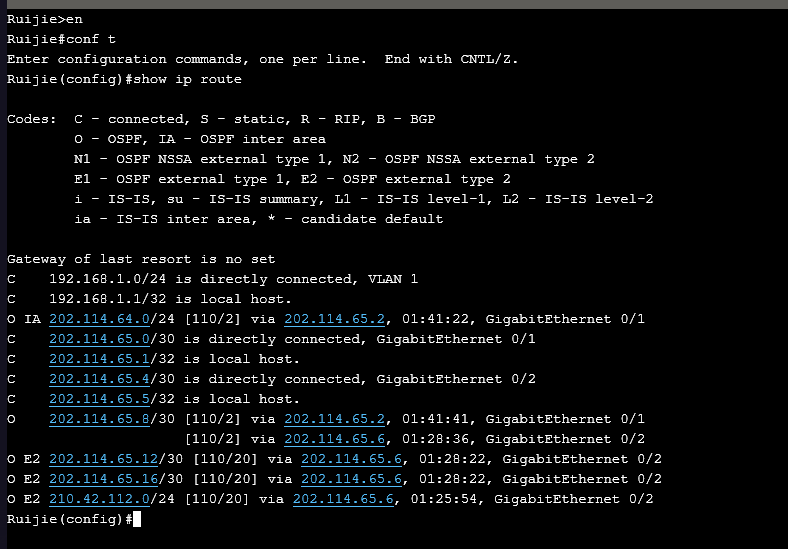 Ruijie>en
Ruijie#conf t
Enter configuration commands, one per line.  End with CNTL/Z.
Ruijie(config)#show ip route
Codes:  C - connected, S - static, R - RIP, B - BGP
O - OSPF, IA - OSPF inter area
N1 - OSPF NSSA external type 1, N2 - OSPF NSSA external type 2
E1 - OSPF external type 1, E2 - OSPF external type 2
i - IS-IS, su - IS-IS summary, L1 - IS-IS level-1, L2 - IS-IS level-2
ia - IS-IS inter area, * - candidate default
Gateway of last resort is no set
C    192.168.1.0/24 is directly connected, VLAN 1
C    192.168.1.1/32 is local host.
O IA 202.114.64.0/24 [110/2] via 202.114.65.2, 01:41:22, GigabitEthernet 0/1
C    202.114.65.0/30 is directly connected, GigabitEthernet 0/1
C    202.114.65.1/32 is local host.
C    202.114.65.4/30 is directly connected, GigabitEthernet 0/2
C    202.114.65.5/32 is local host.
O    202.114.65.8/30 [110/2] via 202.114.65.2, 01:41:41, GigabitEthernet 0/1
[110/2] via 202.114.65.6, 01:28:36, GigabitEthernet 0/2
O E2 202.114.65.12/30 [110/20] via 202.114.65.6, 01:28:22, GigabitEthernet 0/2
O E2 202.114.65.16/30 [110/20] via 202.114.65.6, 01:28:22, GigabitEthernet 0/2
O E2 210.42.112.0/24 [110/20] via 202.114.65.6, 01:25:54, GigabitEthernet 0/2
Ruijie(config)#